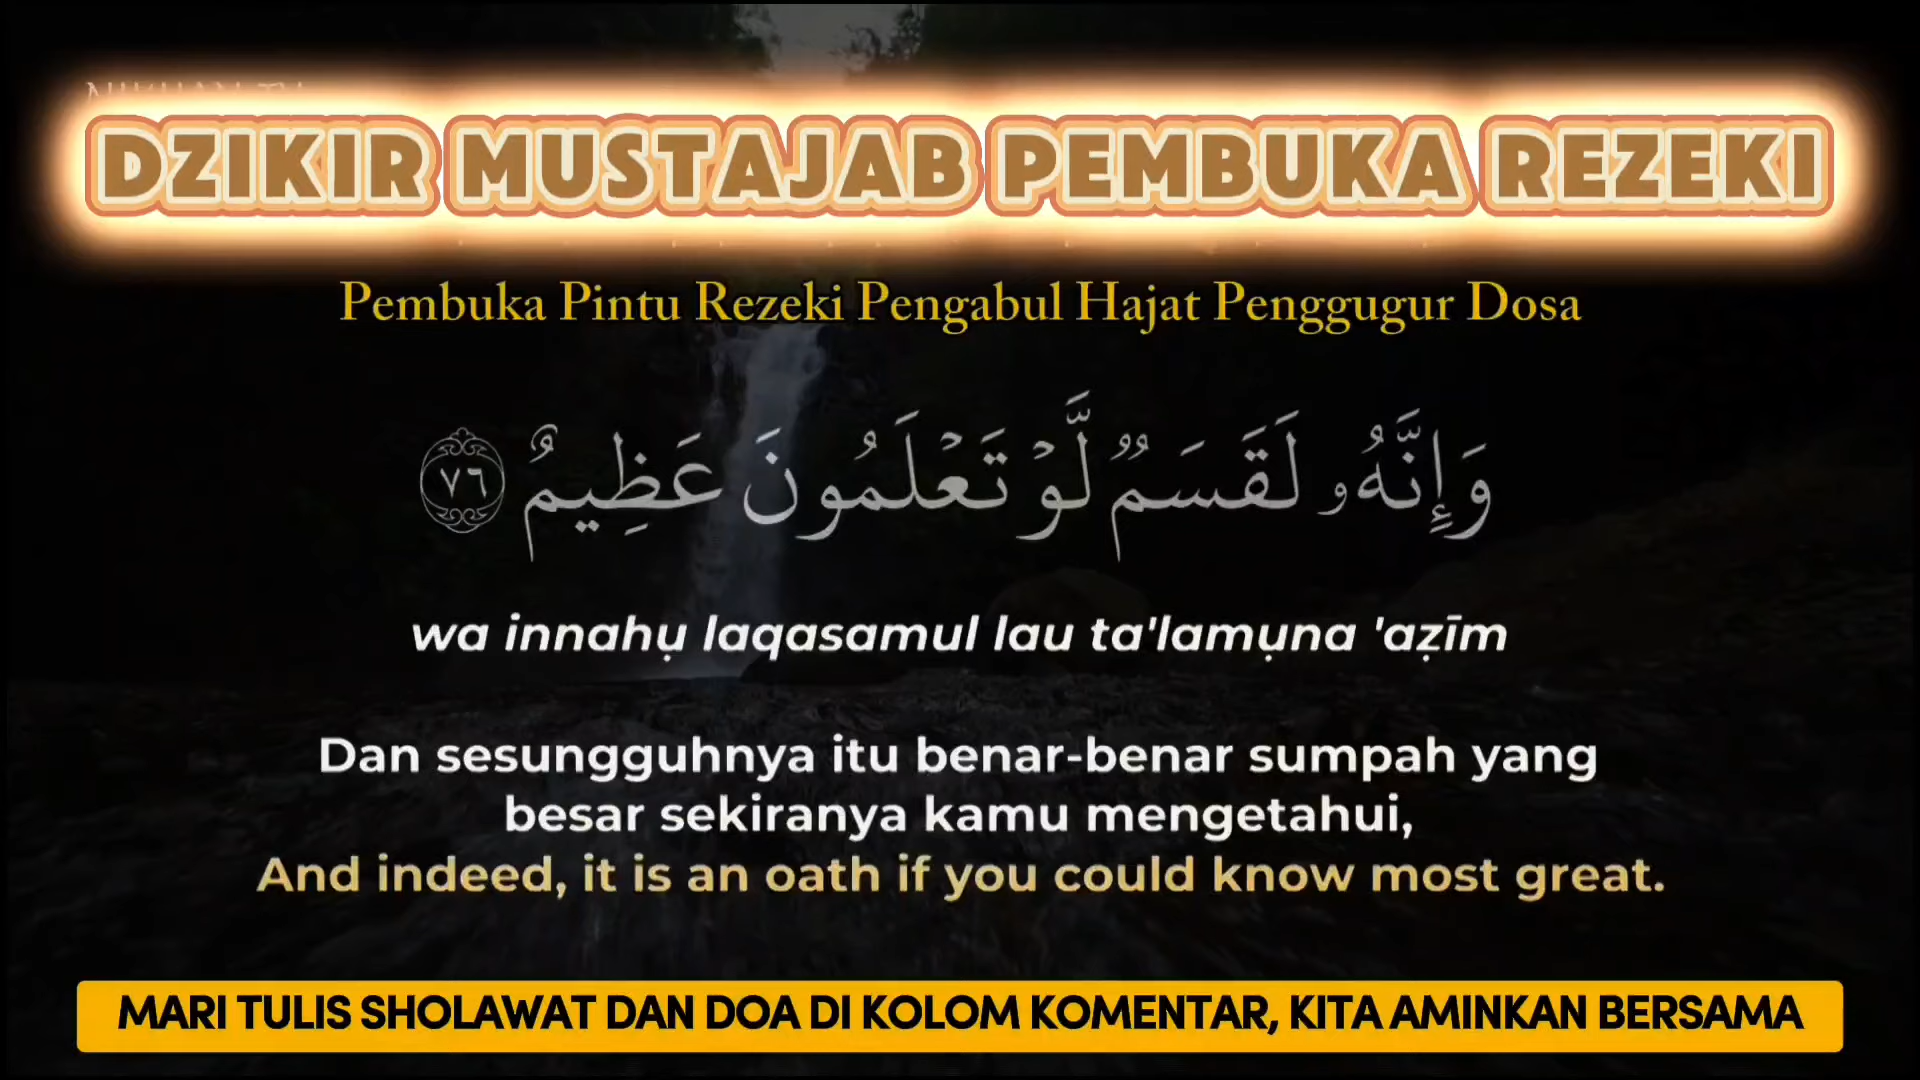 DZIKIR MUSTAJAB PEMBUKA REZEKI
Pembuka Pintu Rezeki Pengabul Hajat Penggugur Dosa
وَإِنَّهُۥ لَقَسَمٌۭ لَّوْ تَعْلَمُونَ عَظِيمٌ ٧٦
wa innahụ laqasamul lau ta'lamụna 'aẓīm
Dan sesungguhnya itu benar-benar sumpah yang
besar sekiranya kamu mengetahui,
And indeed, it is an oath if you could know most great.
MARI TULIS SHOLAWAT DAN DOA DI KOLOM KOMENTAR, KITA AMINKAN BERSAMA